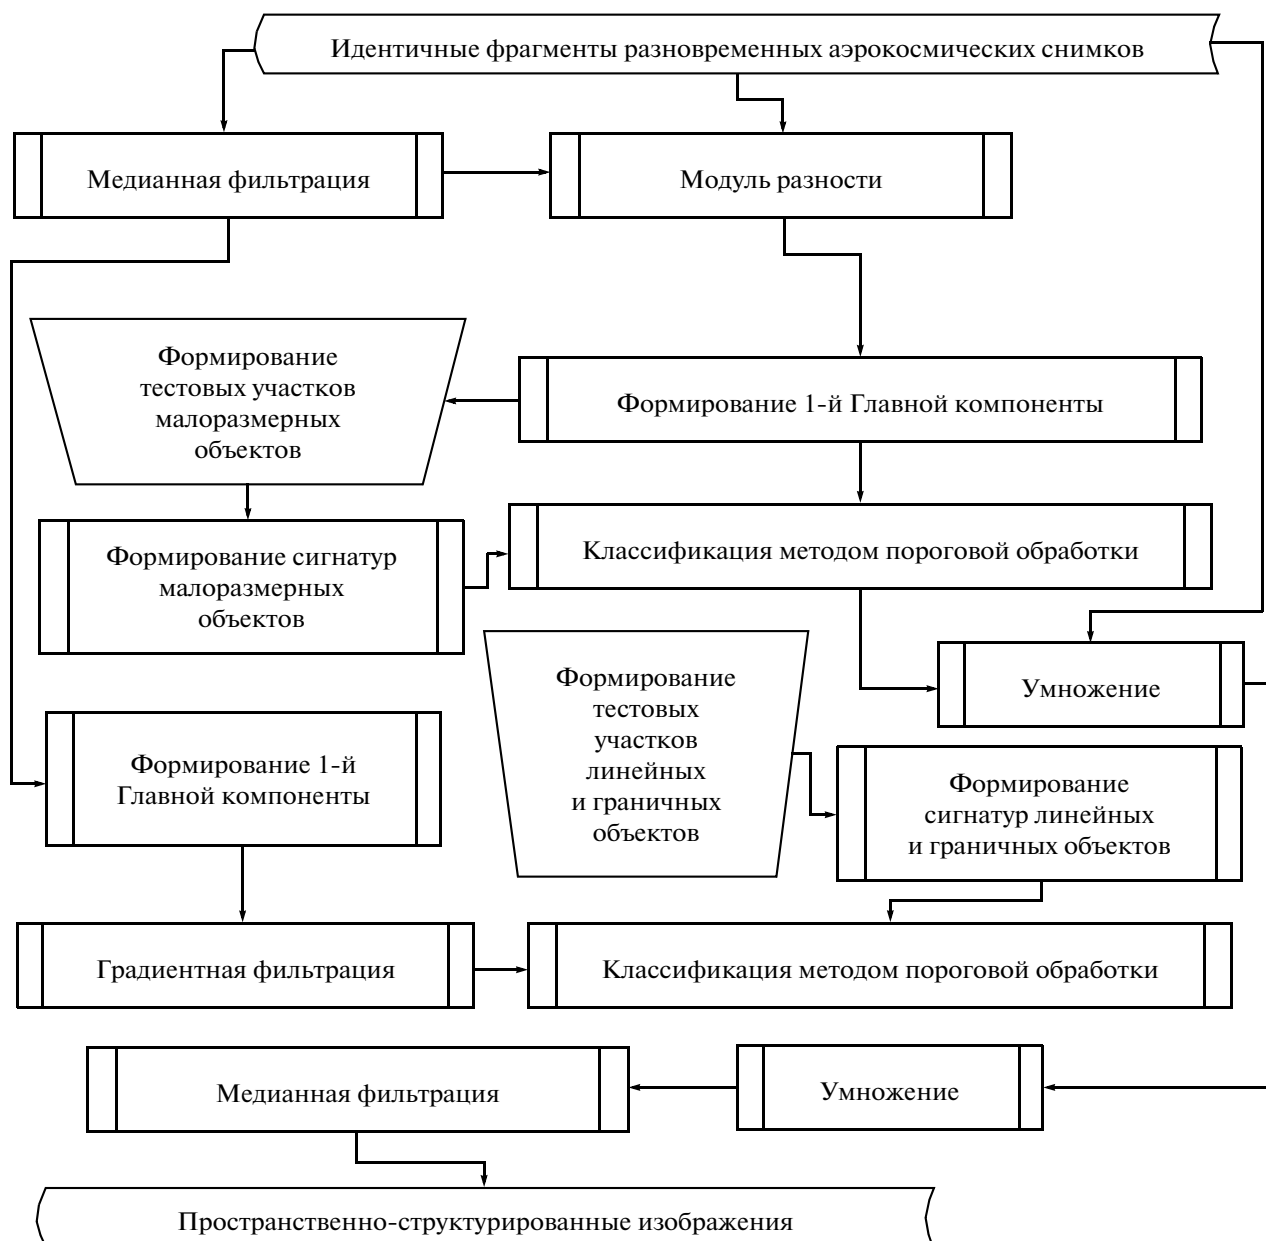 Идентичные фрагменты разновременных аэрокосмических снимков
Медианная фильтрация
Модуль разности
Формирование
тестовых участков
малоразмерных
объектов
Формирование 1-й Главной компоненты
Формирование сигнатур
малоразмерных
объектов
Классификация методом пороговой обработки
Формирование
тестовых
участков
линейных
и граничных
объектов
Умножение
Формирование 1-й
Главной компоненты
Формирование
сигнатур линейных
и граничных объектов
Градиентная фильтрация
Классификация методом пороговой обработки
Медианная фильтрация
Умножение
Пространственно-структурированные изображения